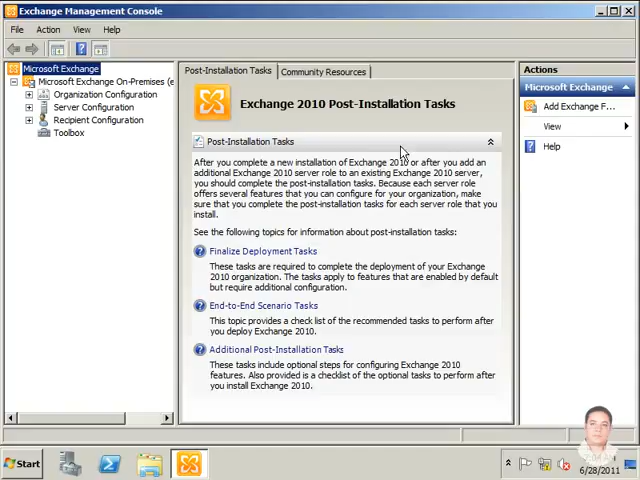 Exchange Management Console
File Action View Help
Microsoft Exchange
Microsoft Exchange On-Premises (e
Organization Configuration
Server Configuration
Recipient Configuration
Toolbox
Post-Installation Tasks Community Resources
Exchange 2010 Post-Installation Tasks
Post-Installation Tasks
After you complete a new installation of Exchange 2010 or after you add an
additional Exchange 2010 server role to an existing Exchange 2010 server,
you should complete the post-installation tasks. Because each server role
offers several features that you can configure for your organization, make
sure that you complete the post-installation tasks for each server role that you
install.
See the following topics for information about post-installation tasks:
Finalize Deployment Tasks
These tasks are required to complete the deployment of your Exchange
2010 organization. The tasks apply to features that are enabled by default
but require additional configuration.
End-to-End Scenario Tasks
This topic provides a check list of the recommended tasks to perform after
you deploy Exchange 2010.
Additional Post-Installation Tasks
These tasks include optional steps for configuring Exchange 2010
features. Also provided is a checklist of the optional tasks to perform after
you install Exchange 2010.
Actions
Microsoft Exchange
Add Exchange F...
View
Help
Start
6/28/2011